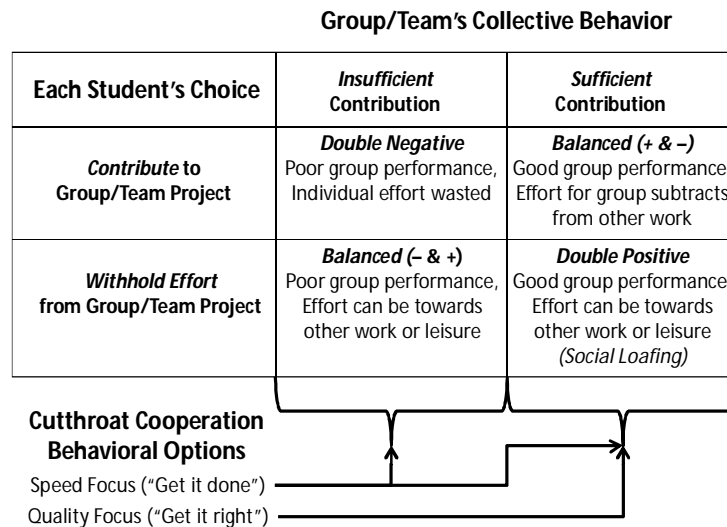 Group/Team's Collective Behavior
Each Student's Choice
Insufficient
Contribution
Sufficient
Contribution
Contribute to
Group/Team Project
Double Negative
Poor group performance,
Individual effort wasted
Balanced (+ & –)
Good group performance,
Effort for group subtracts
from other work
Withhold Effort
from Group/Team Project
Balanced (– & +)
Poor group performance,
Effort can be towards
other work or leisure
Double Positive
Good group performance,
Effort can be towards
other work or leisure
(Social Loafing)
Cutthroat Cooperation
Behavioral Options
Speed Focus ("Get it done")
Quality Focus ("Get it right")